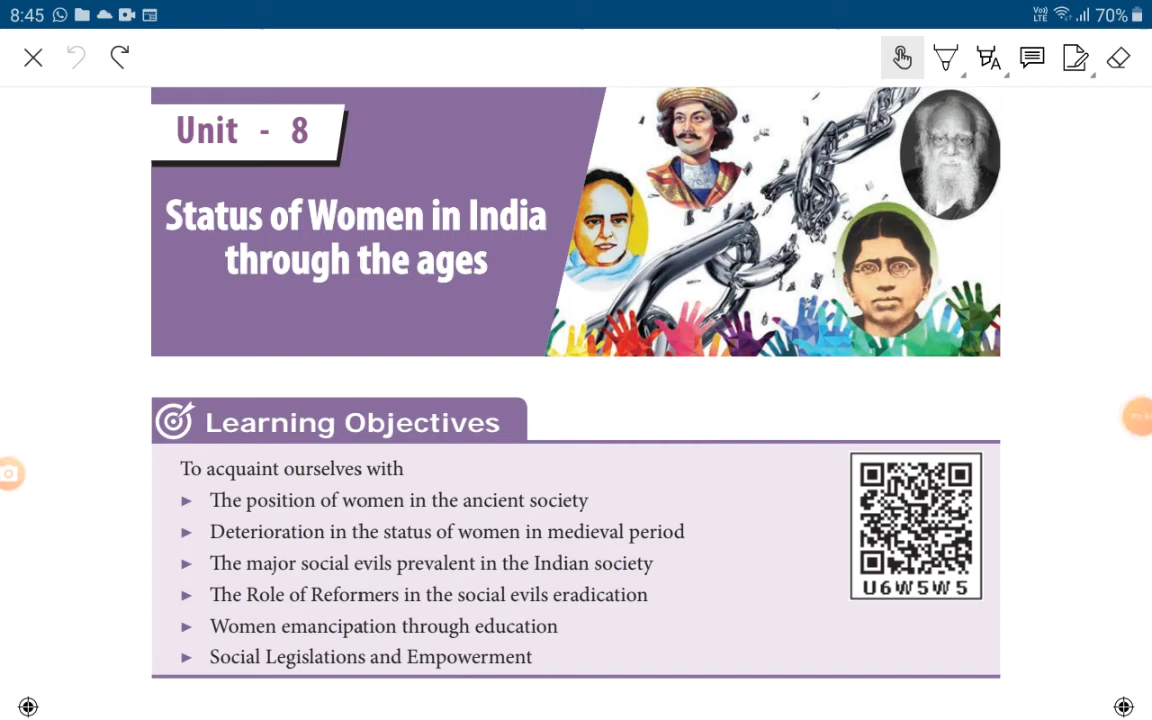 8:45
Vo) LTE 70%
Unit - 8
Status of Women in India
through the ages
Learning Objectives
To acquaint ourselves with
The position of women in the ancient society
Deterioration in the status of women in medieval period
The major social evils prevalent in the Indian society
The Role of Reformers in the social evils eradication
Women emancipation through education
Social Legislations and Empowerment
U6W5W5